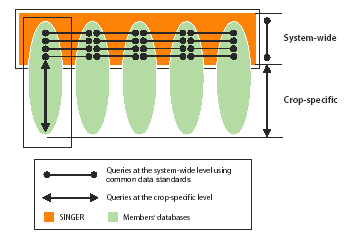 System-wide
Crop-specific
Queries at the system-wide level using
common data standards
Queries at the crop-specific level
SINGER
Members' databases